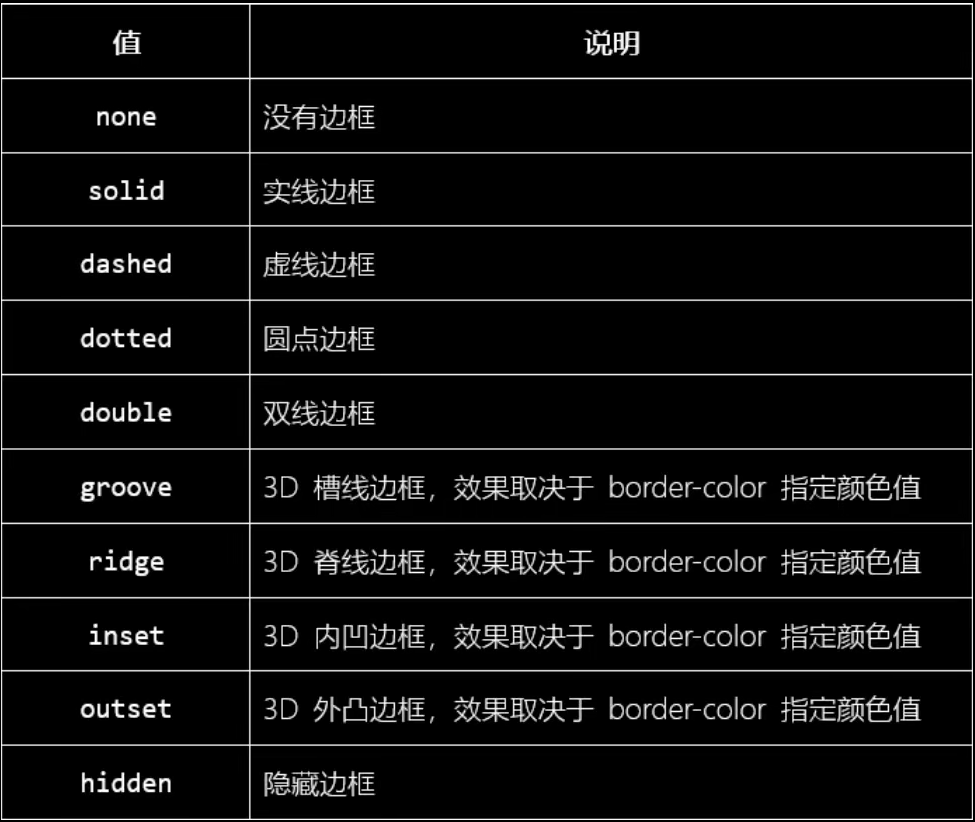 值 说明
none 没有边框
solid 实线边框
dashed 虚线边框
dotted 圆点边框
double 双线边框
groove 3D 槽线边框，效果取决于 border-color 指定颜色值
ridge 3D 脊线边框，效果取决于 border-color 指定颜色值
inset 3D 内凹边框，效果取决于 border-color 指定颜色值
outset 3D 外凸边框，效果取决于 border-color 指定颜色值
hidden 隐藏边框